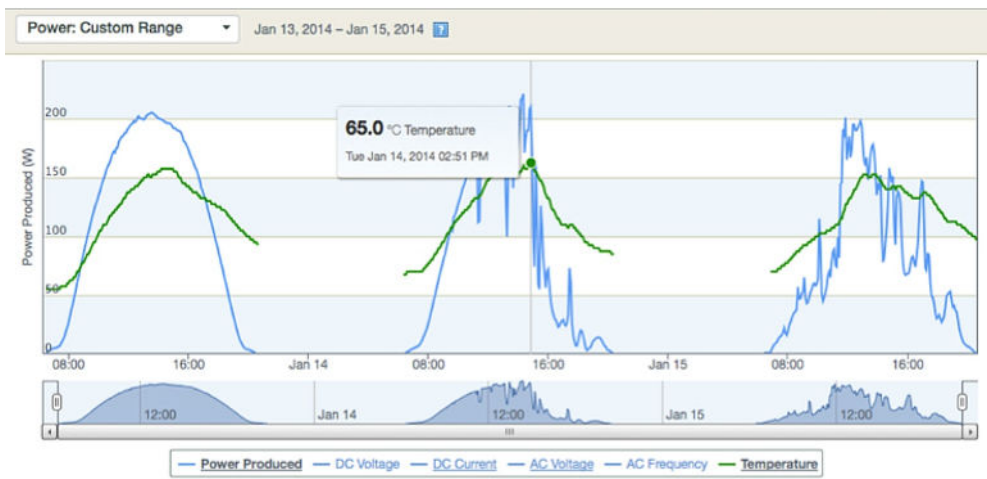 Power: Custom Range
Jan 13, 2014 – Jan 15, 2014 ?
200
150
100
50
0
Power Produced (W)
65.0 °C Temperature
Tue Jan 14, 2014 02:51 PM
08:00 16:00 Jan 14 08:00 16:00 Jan 15 08:00 16:00
12:00 Jan 14 12:00 Jan 15 12:00
Power Produced DC Voltage DC Current AC Voltage AC Frequency Temperature